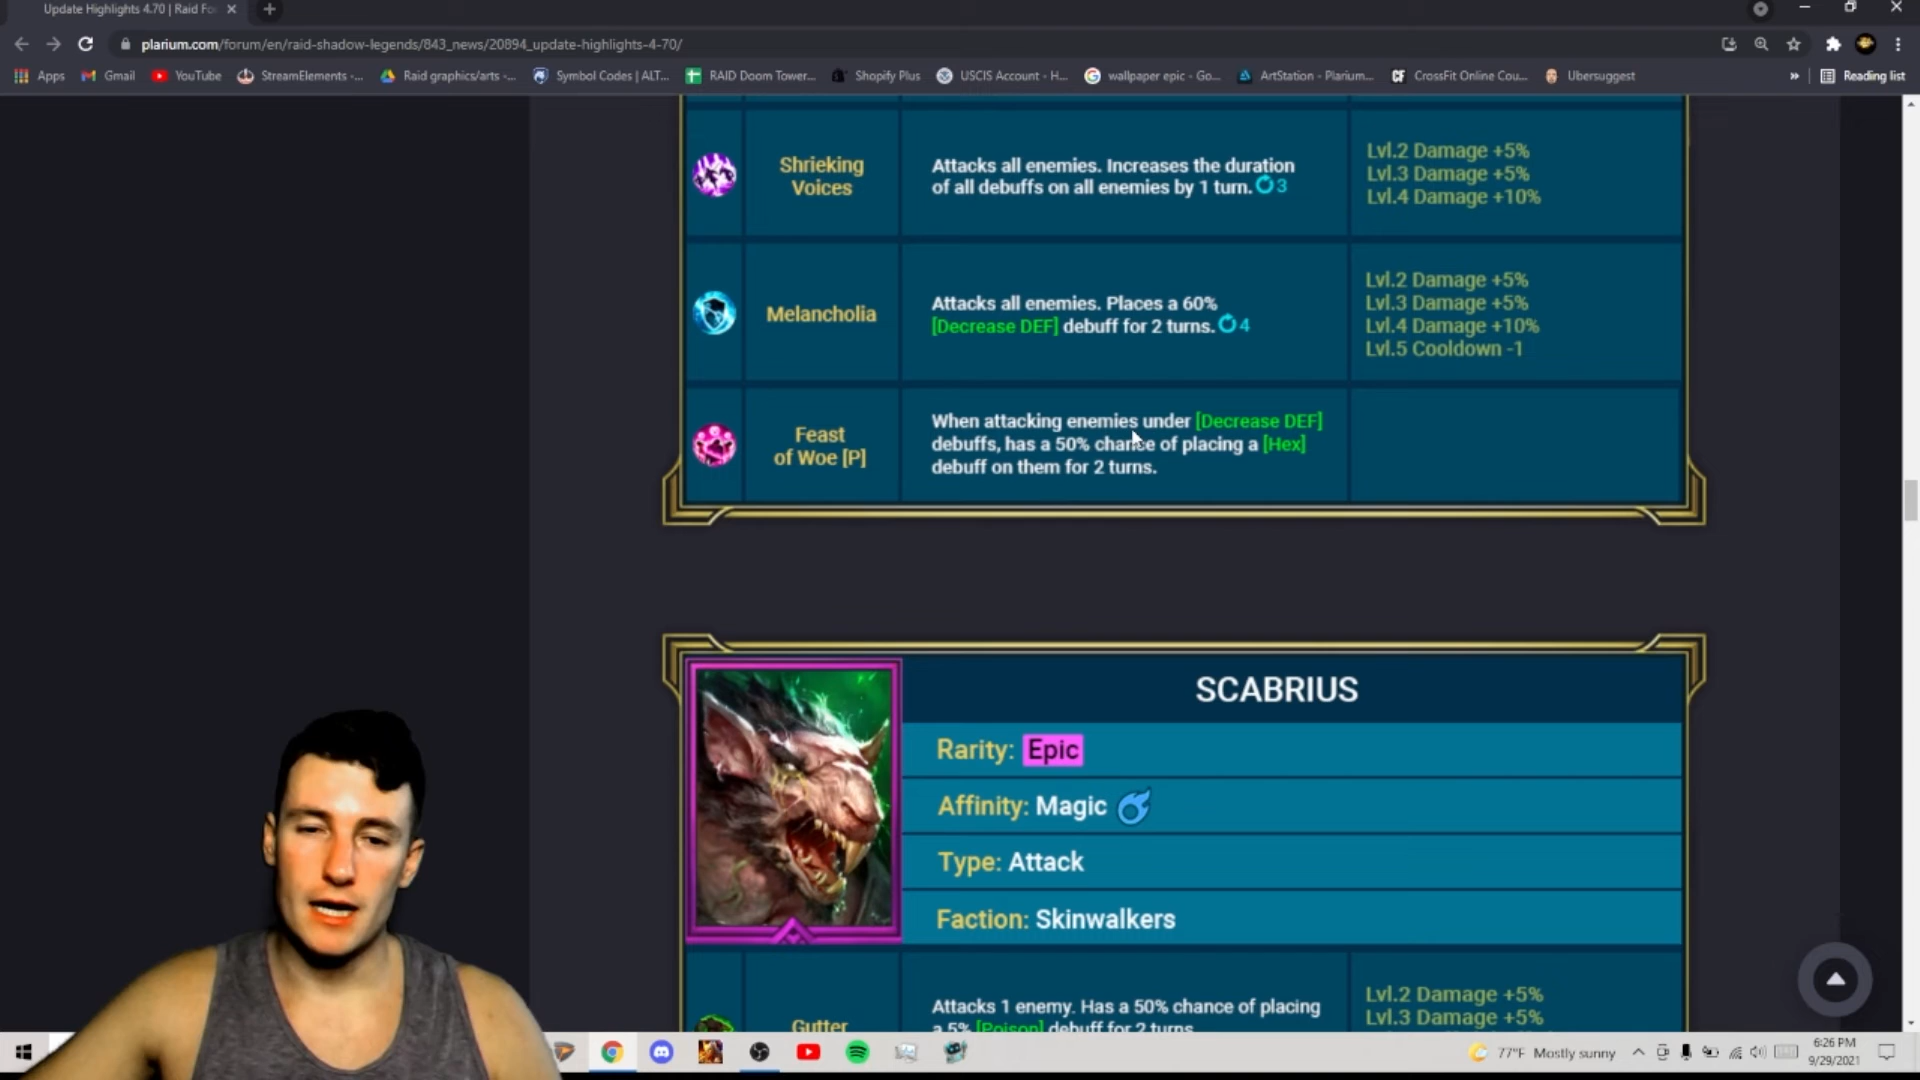 Update Highlights 4.70 | Raid Fo
plarium.com/forum/en/raid-shadow-legends/843_news/20894_update-highlights-4-70/
Apps Gmail YouTube StreamElements -... Raid graphics/arts -... Symbol Codes | ALT... RAID Doom Tower... Shopify Plus USCIS Account - H... wallpaper epic - Go... ArtStation - Plarium... CrossFit Online Cou... Ubersuggest » Reading list
Shrieking
Voices
Attacks all enemies. Increases the duration
of all debuffs on all enemies by 1 turn. 3
Lvl.2 Damage +5%
Lvl.3 Damage +5%
Lvl.4 Damage +10%
Melancholia
Attacks all enemies. Places a 60%
[Decrease DEF] debuff for 2 turns. 4
Lvl.2 Damage +5%
Lvl.3 Damage +5%
Lvl.4 Damage +10%
Lvl.5 Cooldown -1
Feast
of Woe [P]
When attacking enemies under [Decrease DEF]
debuffs, has a 50% chance of placing a [Hex]
debuff on them for 2 turns.
SCABRIUS
Rarity: Epic
Affinity: Magic
Type: Attack
Faction: Skinwalkers
Gutter
Attacks 1 enemy. Has a 50% chance of placing
a 5% [Poison] debuff for 2 turns
Lvl.2 Damage +5%
Lvl.3 Damage +5%
77°F Mostly sunny
6:26 PM
9/29/2021